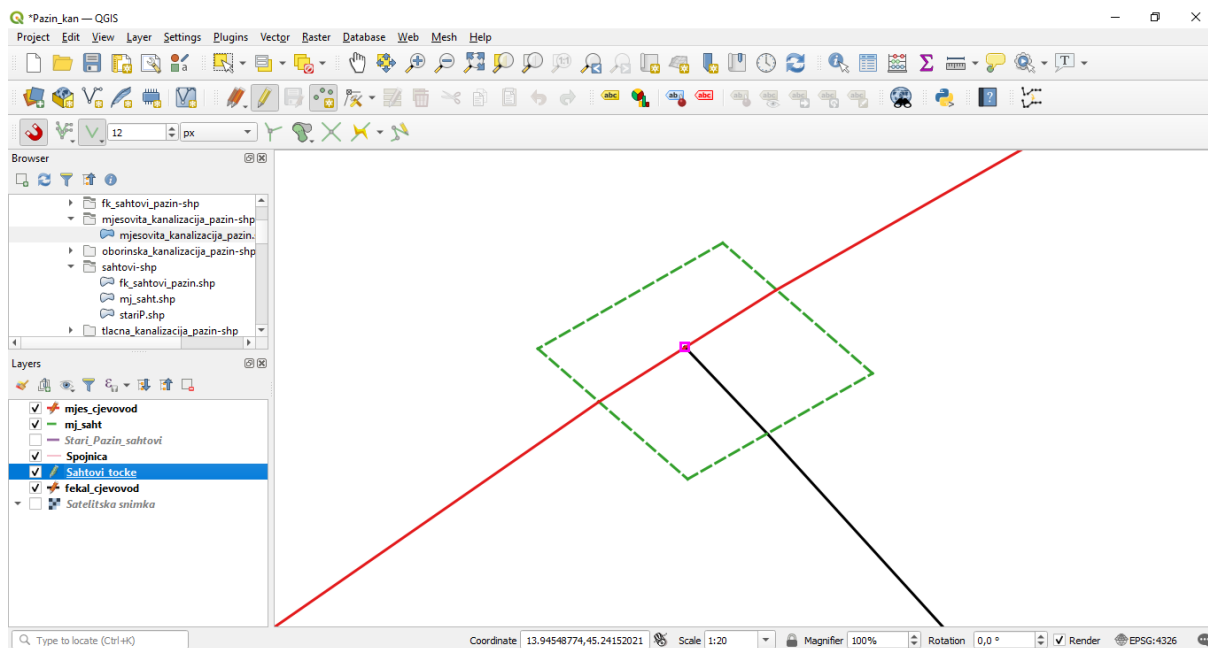 *Pazin_kan — QGIS
Project Edit View Layer Settings Plugins Vector Raster Database Web Mesh Help
abc ab abc
12 px
Browser
fk_sahtovi_pazin-shp
mjesovita_kanalizacija_pazin-shp
mjesovita_kanalizacija_pazin.
oborinska_kanalizacija_pazin-shp
sahtovi-shp
fk_sahtovi_pazin.shp
mj_saht.shp
stariP.shp
tlacna_kanalizacija_pazin-shp
Layers
mjes_cjevovod
mj_saht
Stari_Pazin_sahtovi
Spojnica
Sahtovi_tocke
fekal_cjevovod
Satelitska snimka
Type to locate (Ctrl+K) Coordinate 13.94548774,45.24152021 Scale 1:20 Magnifier 100% Rotation 0,0 ° Render EPSG:4326